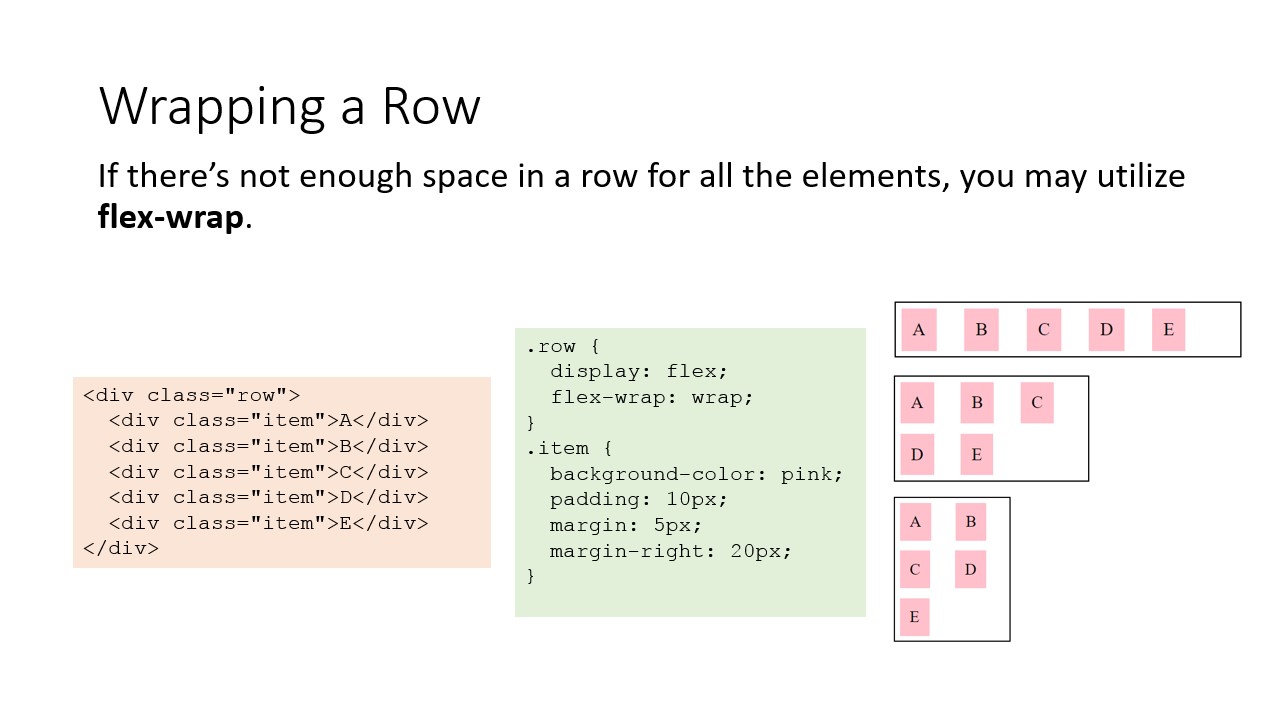 Wrapping a Row
If there’s not enough space in a row for all the elements, you may utilize
flex-wrap.
<div class="row">
  <div class="item">A</div>
  <div class="item">B</div>
  <div class="item">C</div>
  <div class="item">D</div>
  <div class="item">E</div>
</div>
.row {
  display: flex;
  flex-wrap: wrap;
}
.item {
  background-color: pink;
  padding: 10px;
  margin: 5px;
  margin-right: 20px;
}
A B C D E
A B C
D E
A B
C D
E